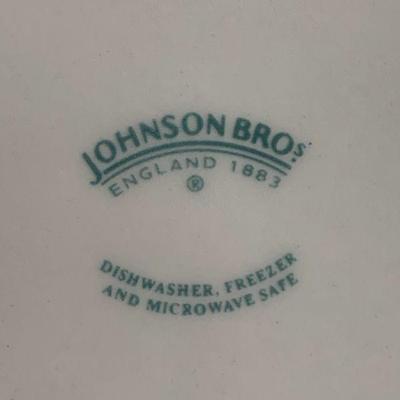 JOHNSON BROS
ENGLAND 1883
®
DISHWASHER, FREEZER
AND MICROWAVE SAFE